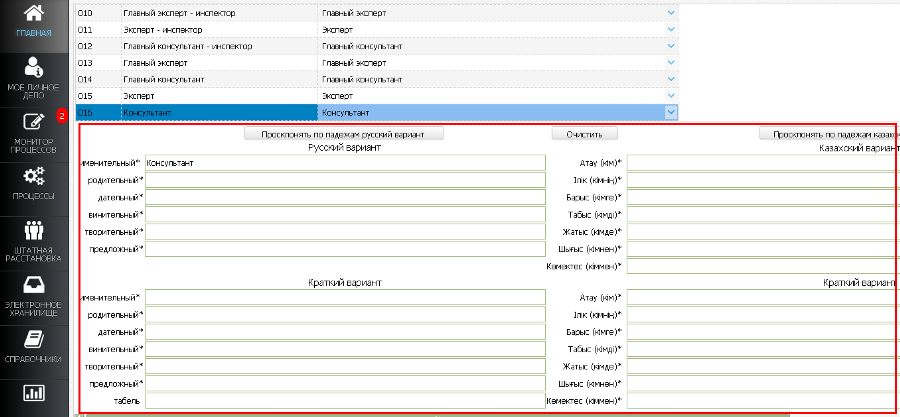 ГЛАВНАЯ
МОЕ ЛИЧНОЕ
ДЕЛО
2
МОНИТОР
ПРОЦЕССОВ
ПРОЦЕССЫ
ШТАТНАЯ
РАССТАНОВКА
ЭЛЕКТРОННОЕ
ХРАНИЛИЩЕ
СПРАВОЧНИКИ
010 Главный эксперт - инспектор Главный эксперт
011 Эксперт - инспектор Эксперт
012 Главный консультант - инспектор Главный консультант
013 Главный эксперт Главный эксперт
014 Главный консультант Главный консультант
015 Эксперт Эксперт
016 Консультант Консультант
Просклонять по падежам русский вариант Очистить Просклонять по падежам казахск
Русский вариант Казахский вариант
именительный* Консультант Атау (кім)*
родительный* Ілік (кімнің)*
дательный* Барыс (кімге)*
винительный* Табыс (кімді)*
творительный* Жатыс (кімде)*
предложный* Шығыс (кімнен)*
Көмектес (кіммен)*
Краткий вариант Краткий вариант
именительный* Атау (кім)*
родительный* Ілік (кімнің)*
дательный* Барыс (кімге)*
винительный* Табыс (кімді)*
творительный* Жатыс (кімде)*
предложный* Шығыс (кімнен)*
табель Көмектес (кіммен)*